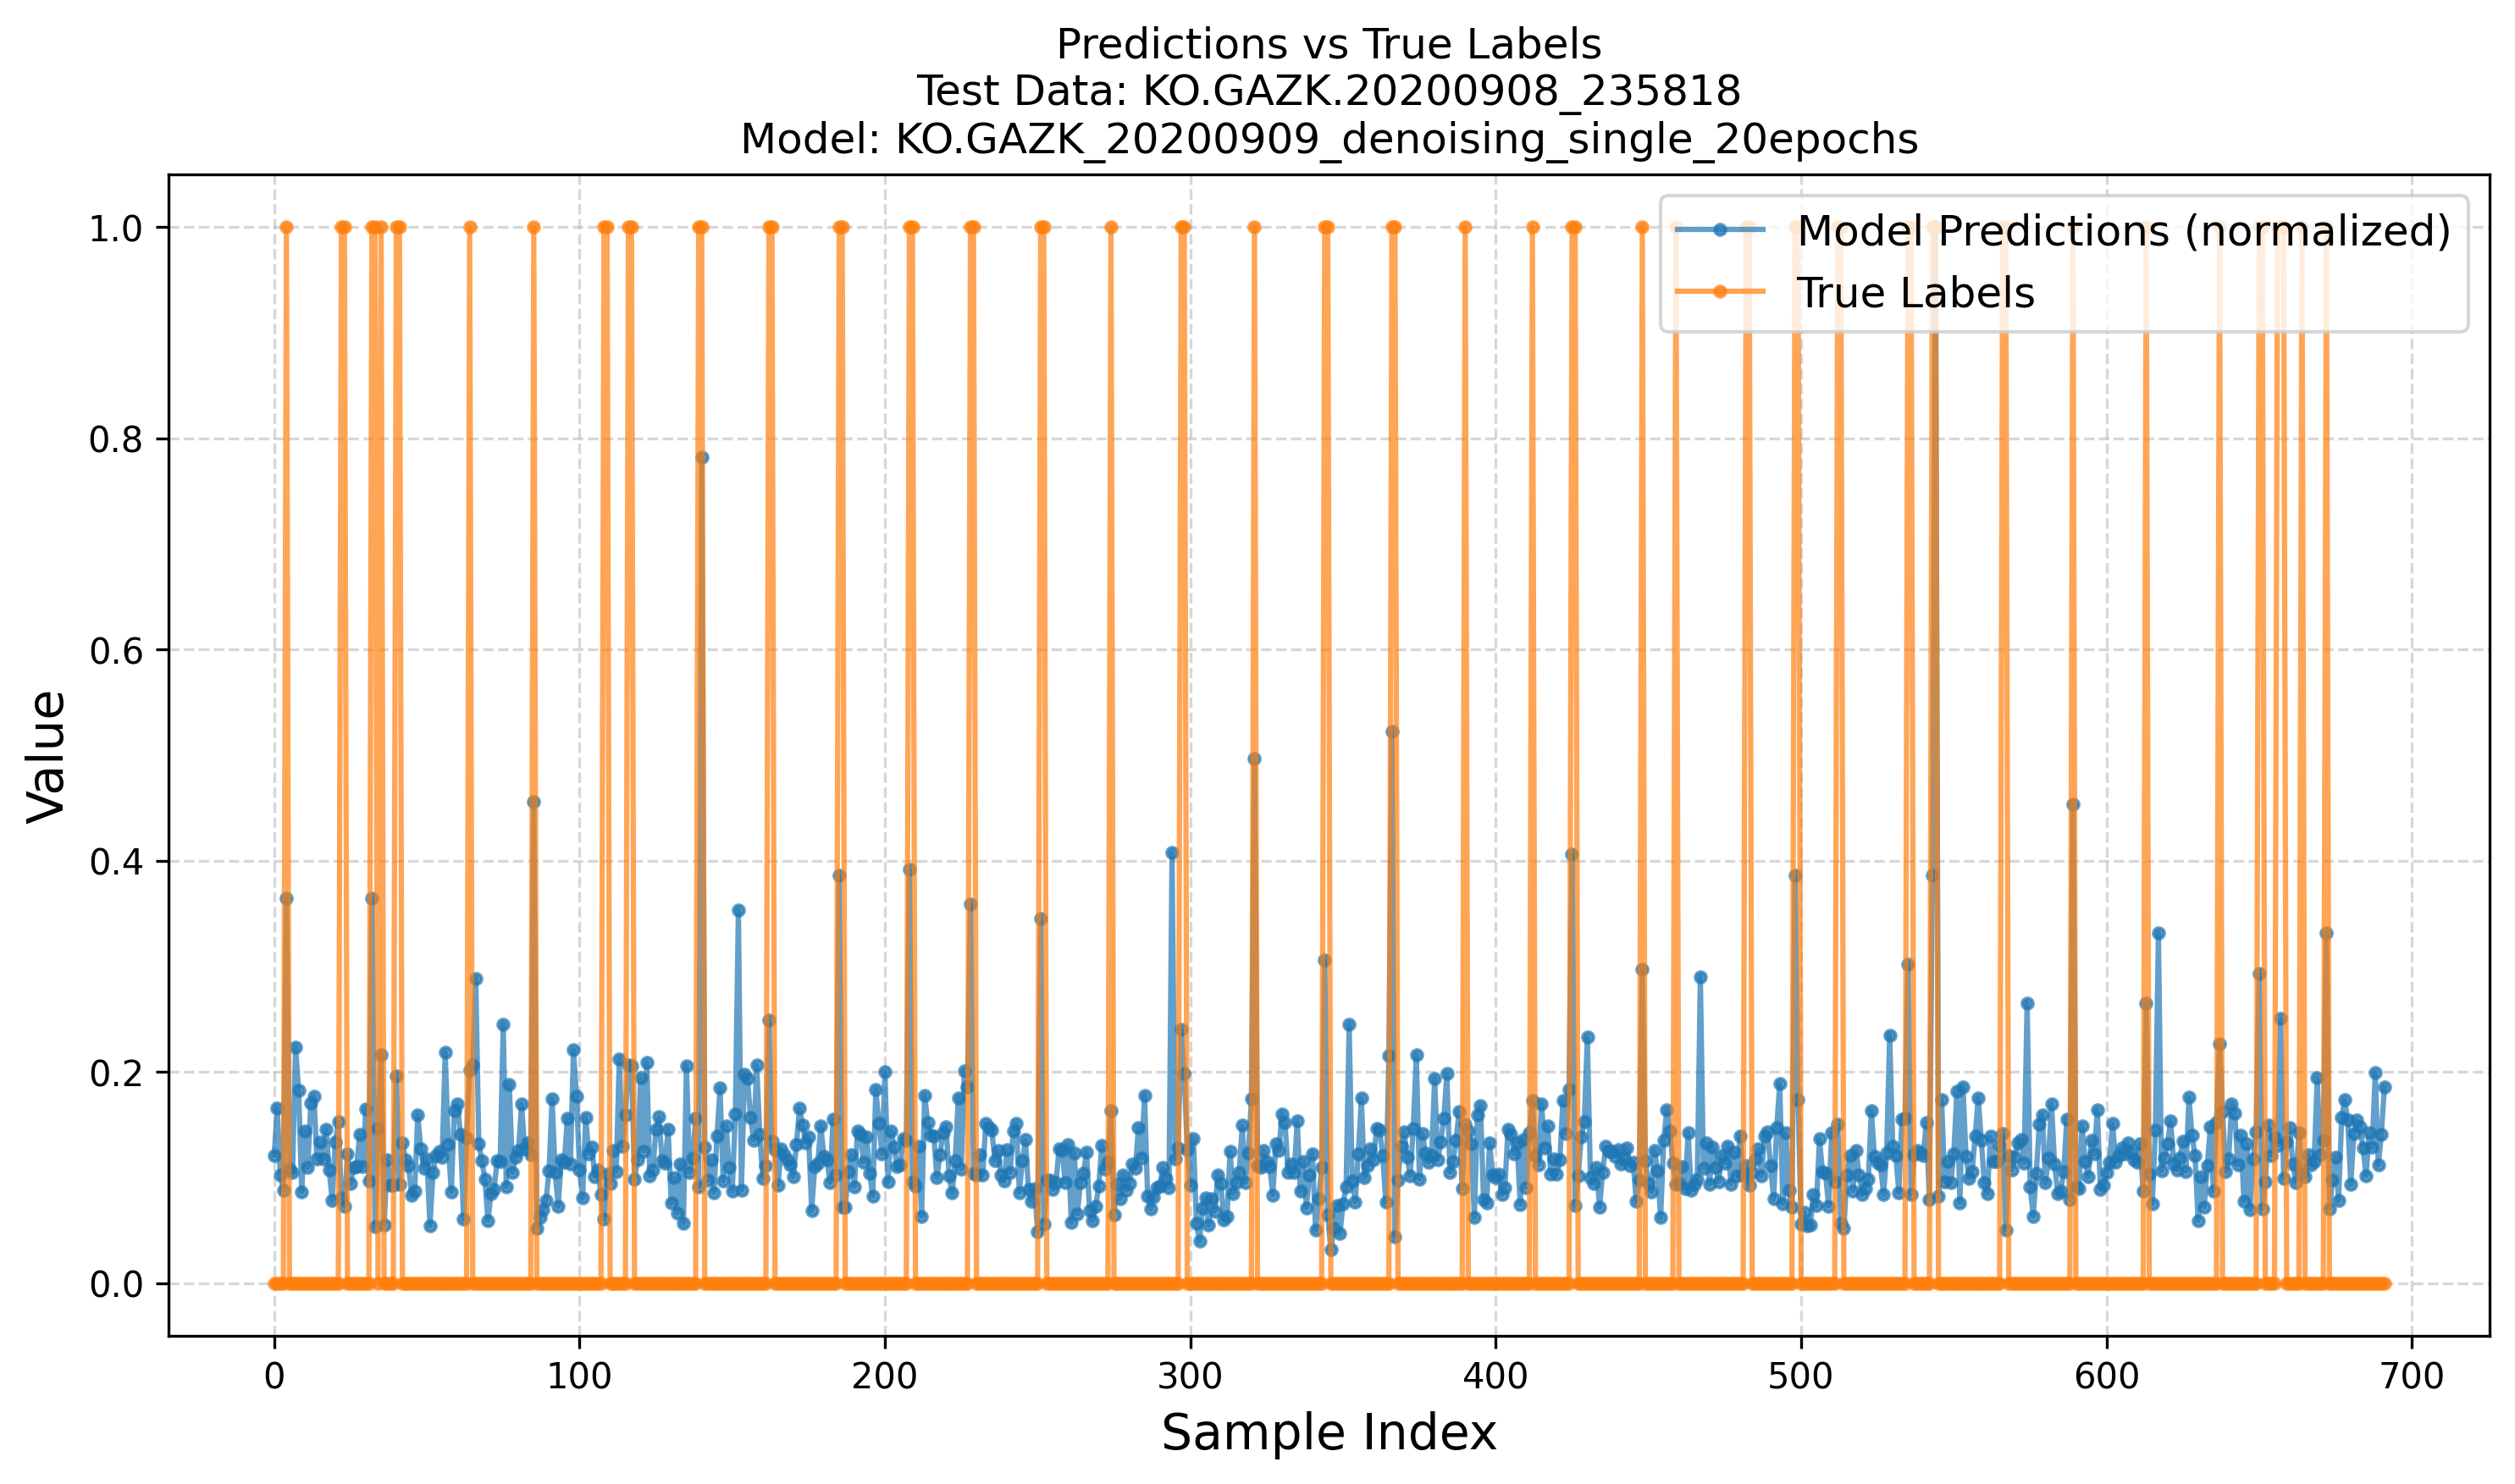 Predictions vs True Labels
Test Data: KO.GAZK.20200908_235818
Model: KO.GAZK_20200909_denoising_single_20epochs
Model Predictions (normalized)
True Labels
1.0
0.8
0.6
0.4
0.2
0.0
Value
0 100 200 300 400 500 600 700
Sample Index